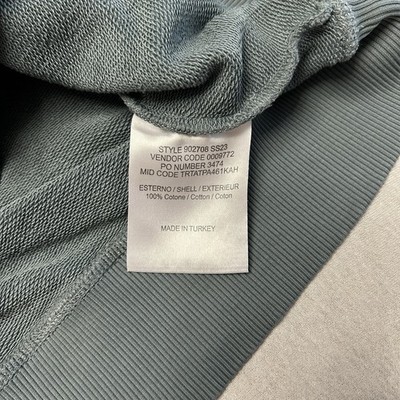 STYLE 902708 SS23
VENDOR CODE 0009772
PO NUMBER 3474
MID CODE TRTATPA461KAH
ESTERNO / SHELL / EXTERIEUR
100% Cotone / Cotton / Coton
MADE IN TURKEY